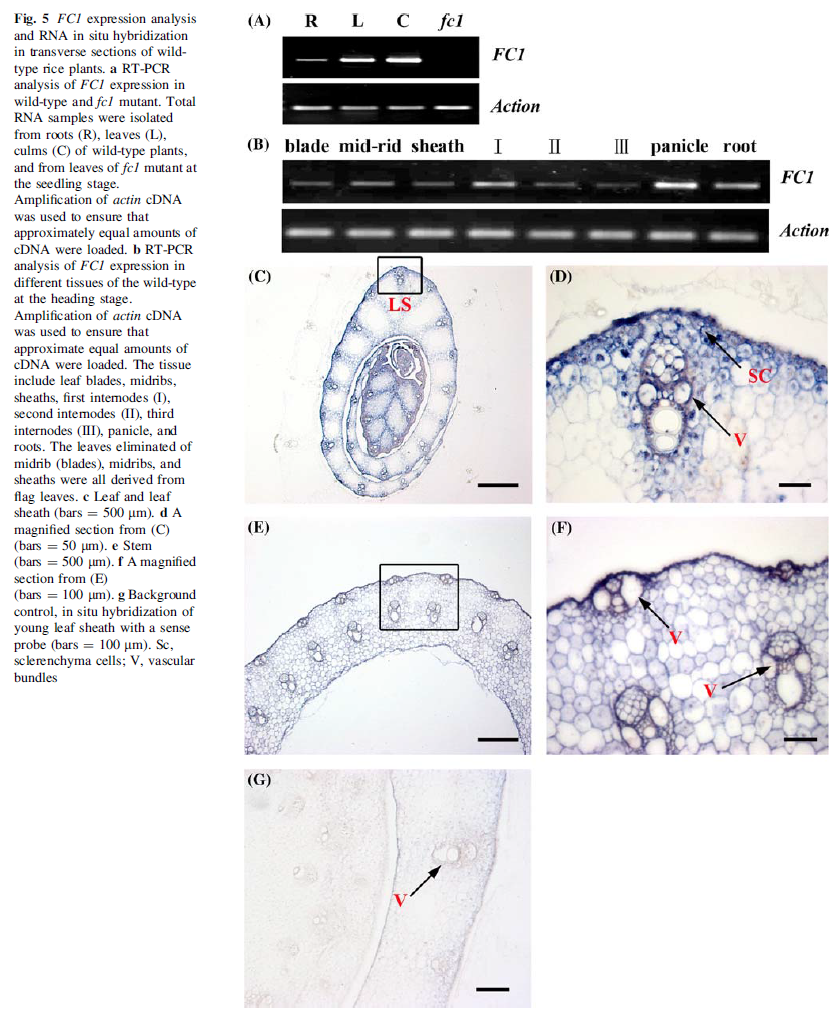 Fig. 5 FC1 expression analysis
and RNA in situ hybridization
in transverse sections of wild-
type rice plants. a RT-PCR
analysis of FC1 expression in
wild-type and fc1 mutant. Total
RNA samples were isolated
from roots (R), leaves (L),
culms (C) of wild-type plants,
and from leaves of fc1 mutant at
the seedling stage.
Amplification of actin cDNA
was used to ensure that
approximately equal amounts of
cDNA were loaded. b RT-PCR
analysis of FC1 expression in
different tissues of the wild-type
at the heading stage.
Amplification of actin cDNA
was used to ensure that
approximate equal amounts of
cDNA were loaded. The tissue
include leaf blades, midribs,
sheaths, first internodes (I),
second internodes (II), third
internodes (III), panicle, and
roots. The leaves eliminated of
midrib (blades), midribs, and
sheaths were all derived from
flag leaves. c Leaf and leaf
sheath (bars = 500 μm). d A
magnified section from (C)
(bars = 50 μm). e Stem
(bars = 500 μm). f A magnified
section from (E)
(bars = 100 μm). g Background
control, in situ hybridization of
young leaf sheath with a sense
probe (bars = 100 μm). Sc,
sclerenchyma cells; V, vascular
bundles
(A) R L C fc1
FC1
Action
(B) blade mid-rid sheath I II III panicle root
FC1
Action
(C)
LS
(D)
SC
V
(E)
(F)
V
V
(G)
V